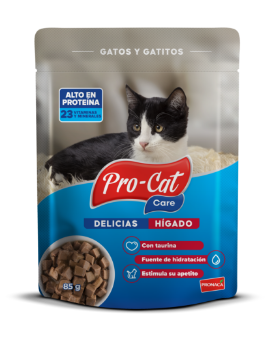 GATOS Y GATITOS
ALTO EN
PROTEÍNA
23 VITAMINAS
Y MINERALES
Pro-Cat
Care
DELICIAS HÍGADO
Con taurina
Fuente de hidratación
Estimula su apetito
85 g
PRONACA